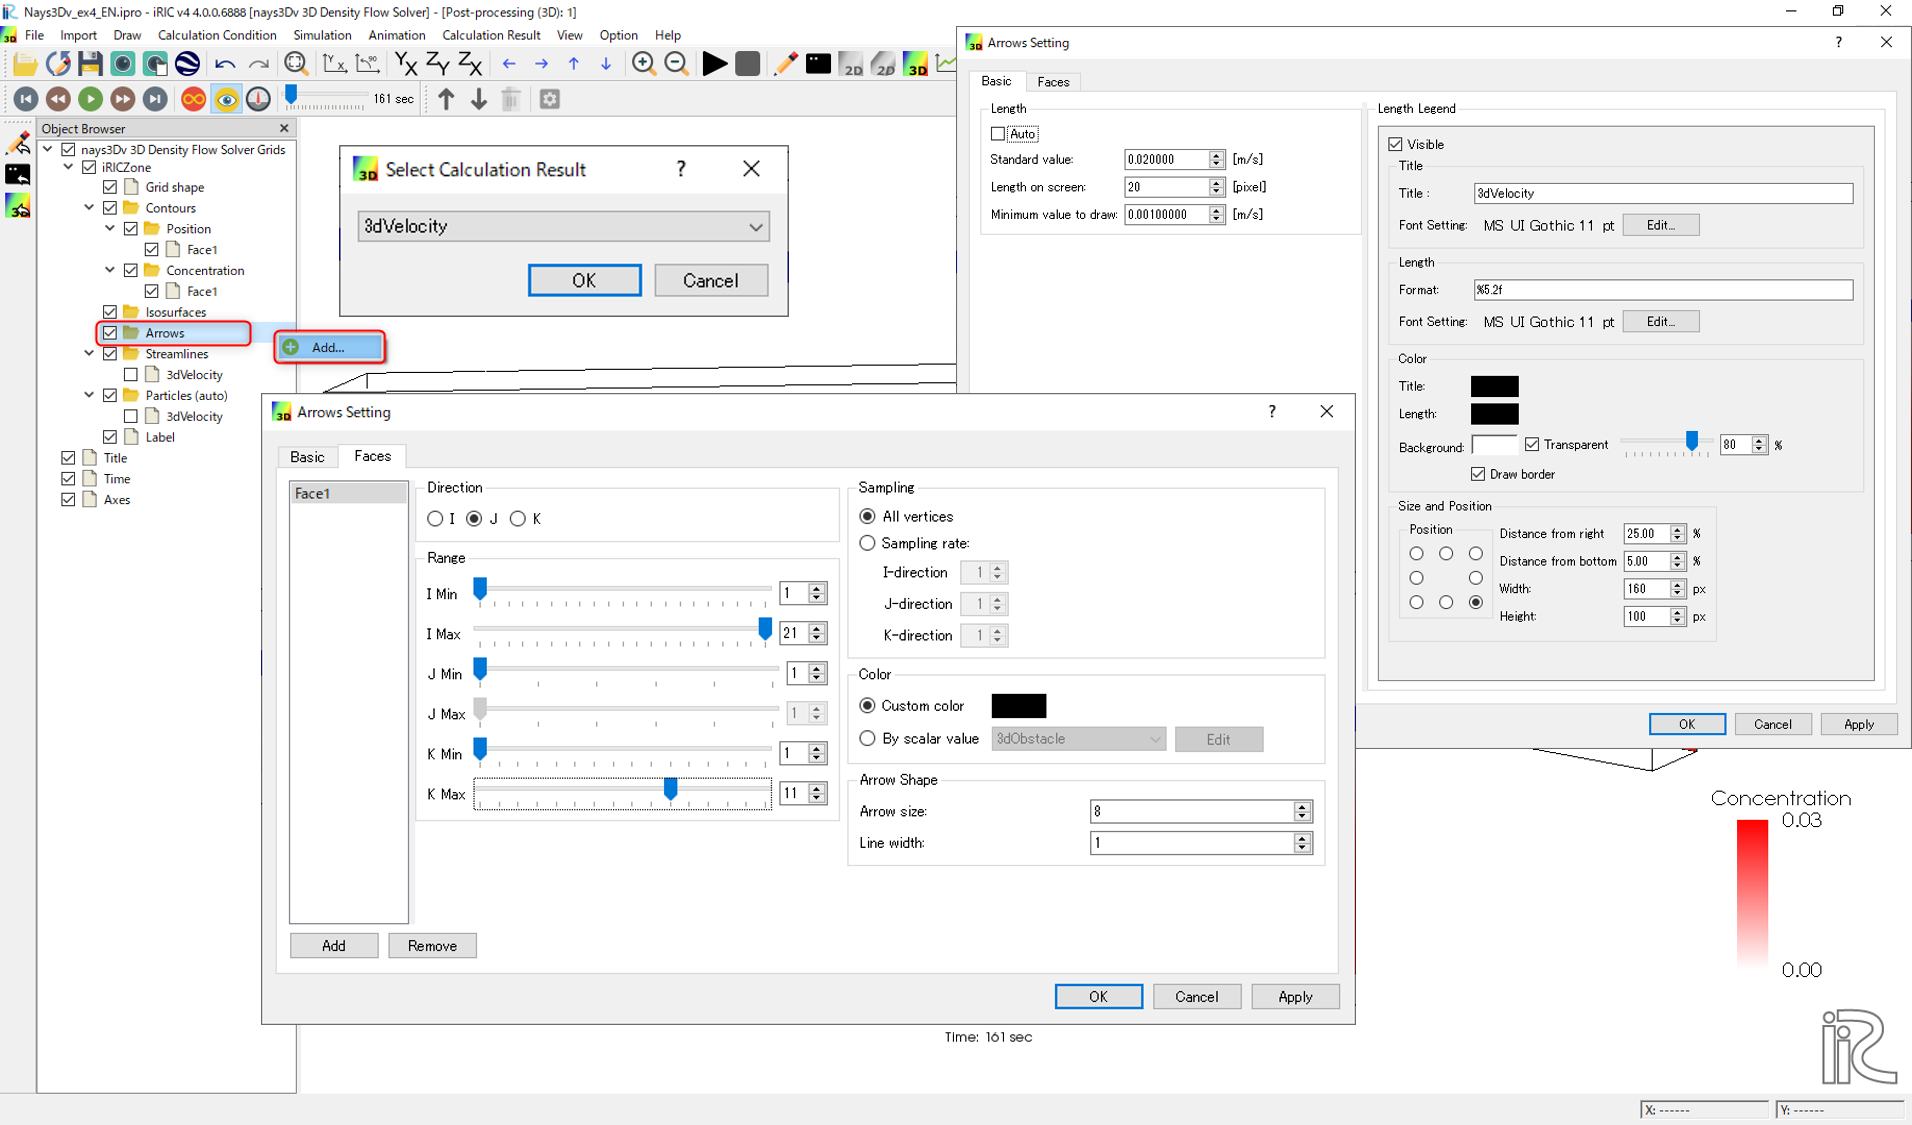 Nays3Dv_ex4_EN.ipro - iRIC v4 4.0.0.6888 [nays3Dv 3D Density Flow Solver] - [Post-processing (3D): 1]
File Import Draw Calculation Condition Simulation Animation Calculation Result View Option Help
161 sec
Object Browser
nays3Dv 3D Density Flow Solver Grids
iRICZone
Grid shape
Contours
Position
Face1
Concentration
Face1
Isosurfaces
Arrows
Streamlines
3dVelocity
Particles (auto)
3dVelocity
Label
Title
Time
Axes
Add...
Select Calculation Result
3dVelocity
OK Cancel
Arrows Setting
Basic Faces
Length
Auto
Standard value: 0.020000 [m/s]
Length on screen: 20 [pixel]
Minimum value to draw: 0.00100000 [m/s]
Length Legend
Visible
Title
Title : 3dVelocity
Font Setting: MS UI Gothic 11 pt Edit...
Length
Format: %5.2f
Font Setting: MS UI Gothic 11 pt Edit...
Color
Title:
Length:
Background: Transparent 80 %
Draw border
Size and Position
Position
Distance from right 25.00 %
Distance from bottom 5.00 %
Width: 160 px
Height: 100 px
OK Cancel Apply
Arrows Setting
Basic Faces
Face1
Direction
I J K
Range
I Min 1
I Max 21
J Min 1
J Max 1
K Min 1
K Max 11
Sampling
All vertices
Sampling rate:
I-direction 1
J-direction 1
K-direction 1
Color
Custom color
By scalar value 3dObstacle Edit
Arrow Shape
Arrow size: 8
Line width: 1
Add Remove
OK Cancel Apply
Concentration
0.03
0.00
Time: 161 sec
iRIC
X: ------
Y: ------